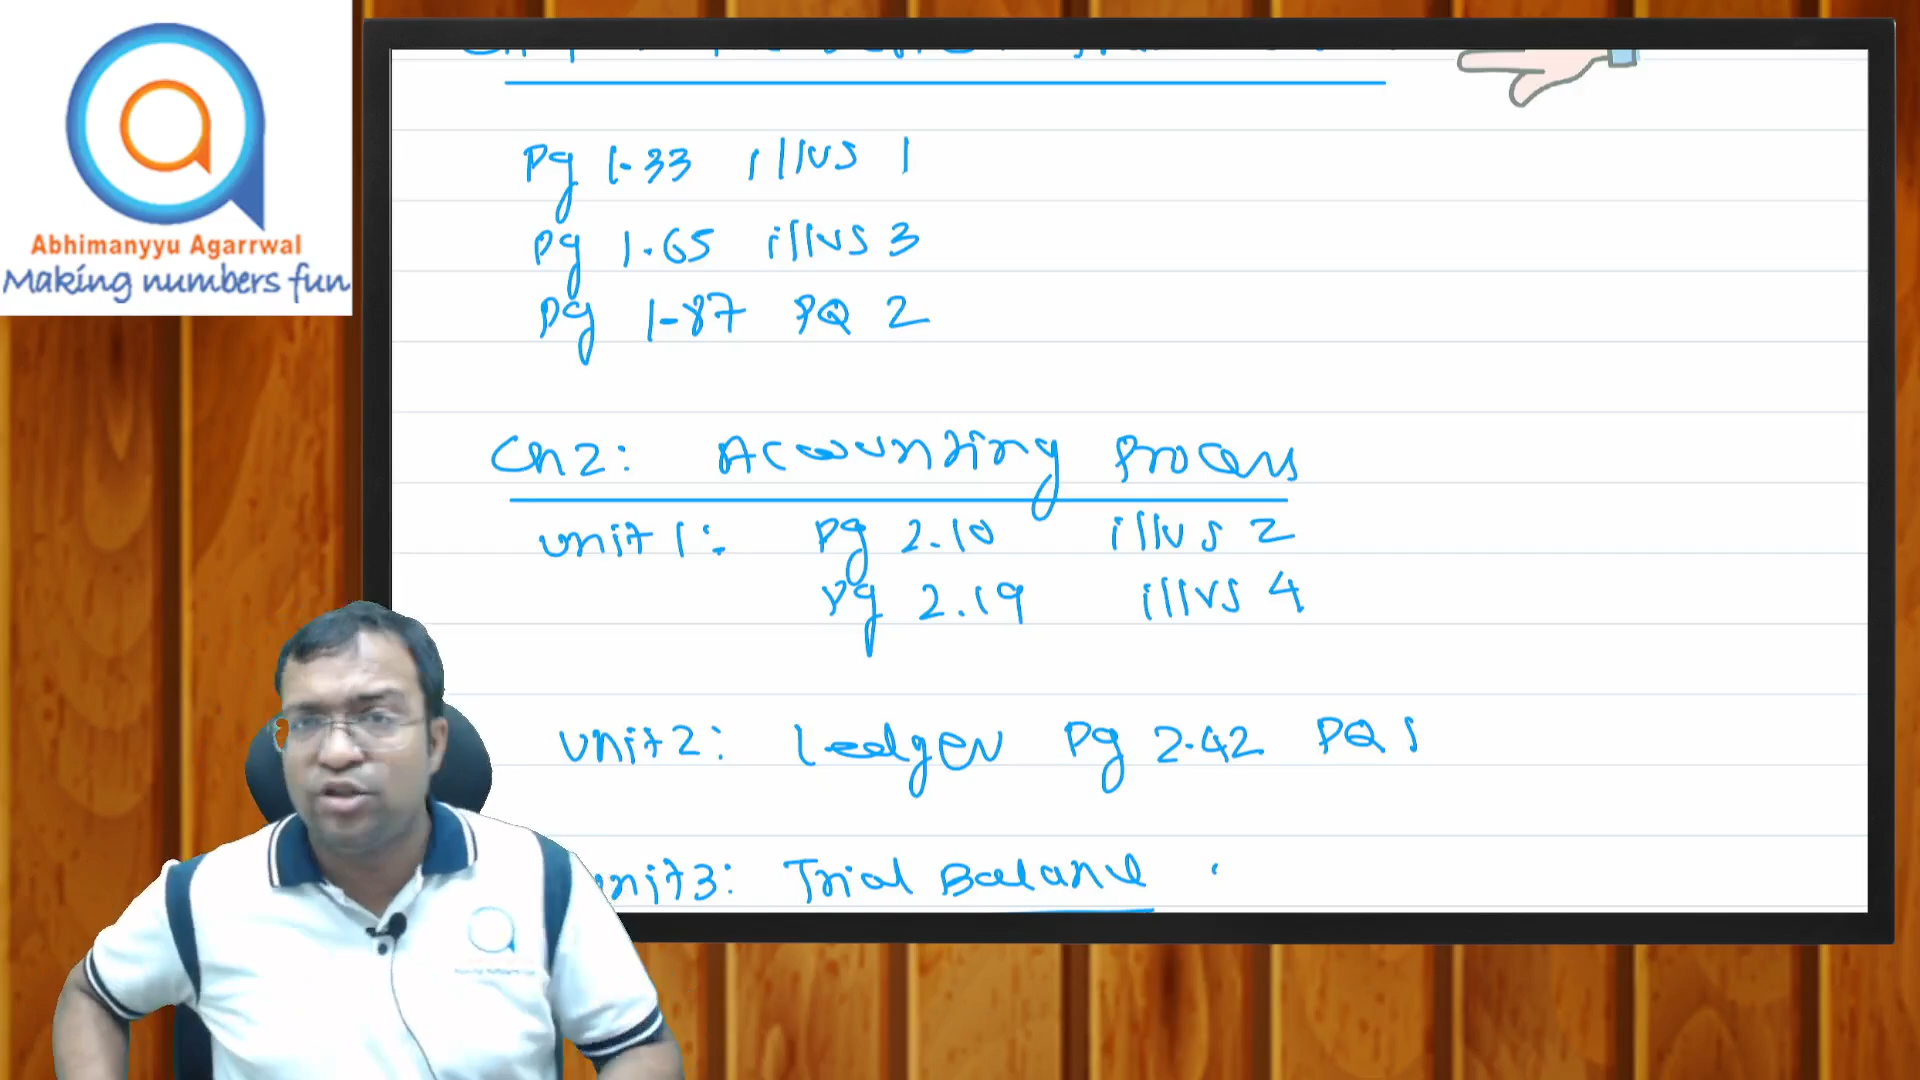 Abhimanyyu Agarrwal
Making numbers fun
Pg 1.33 illus 1
Pg 1.65 illus 3
Pg 1.87 PQ 2
Ch 2: Accounting Process
unit 1: Pg 2.10 illus 2
Pg 2.19 illus 4
unit 2: Ledger Pg 2.42 PQ 1
unit 3: Trial Balance